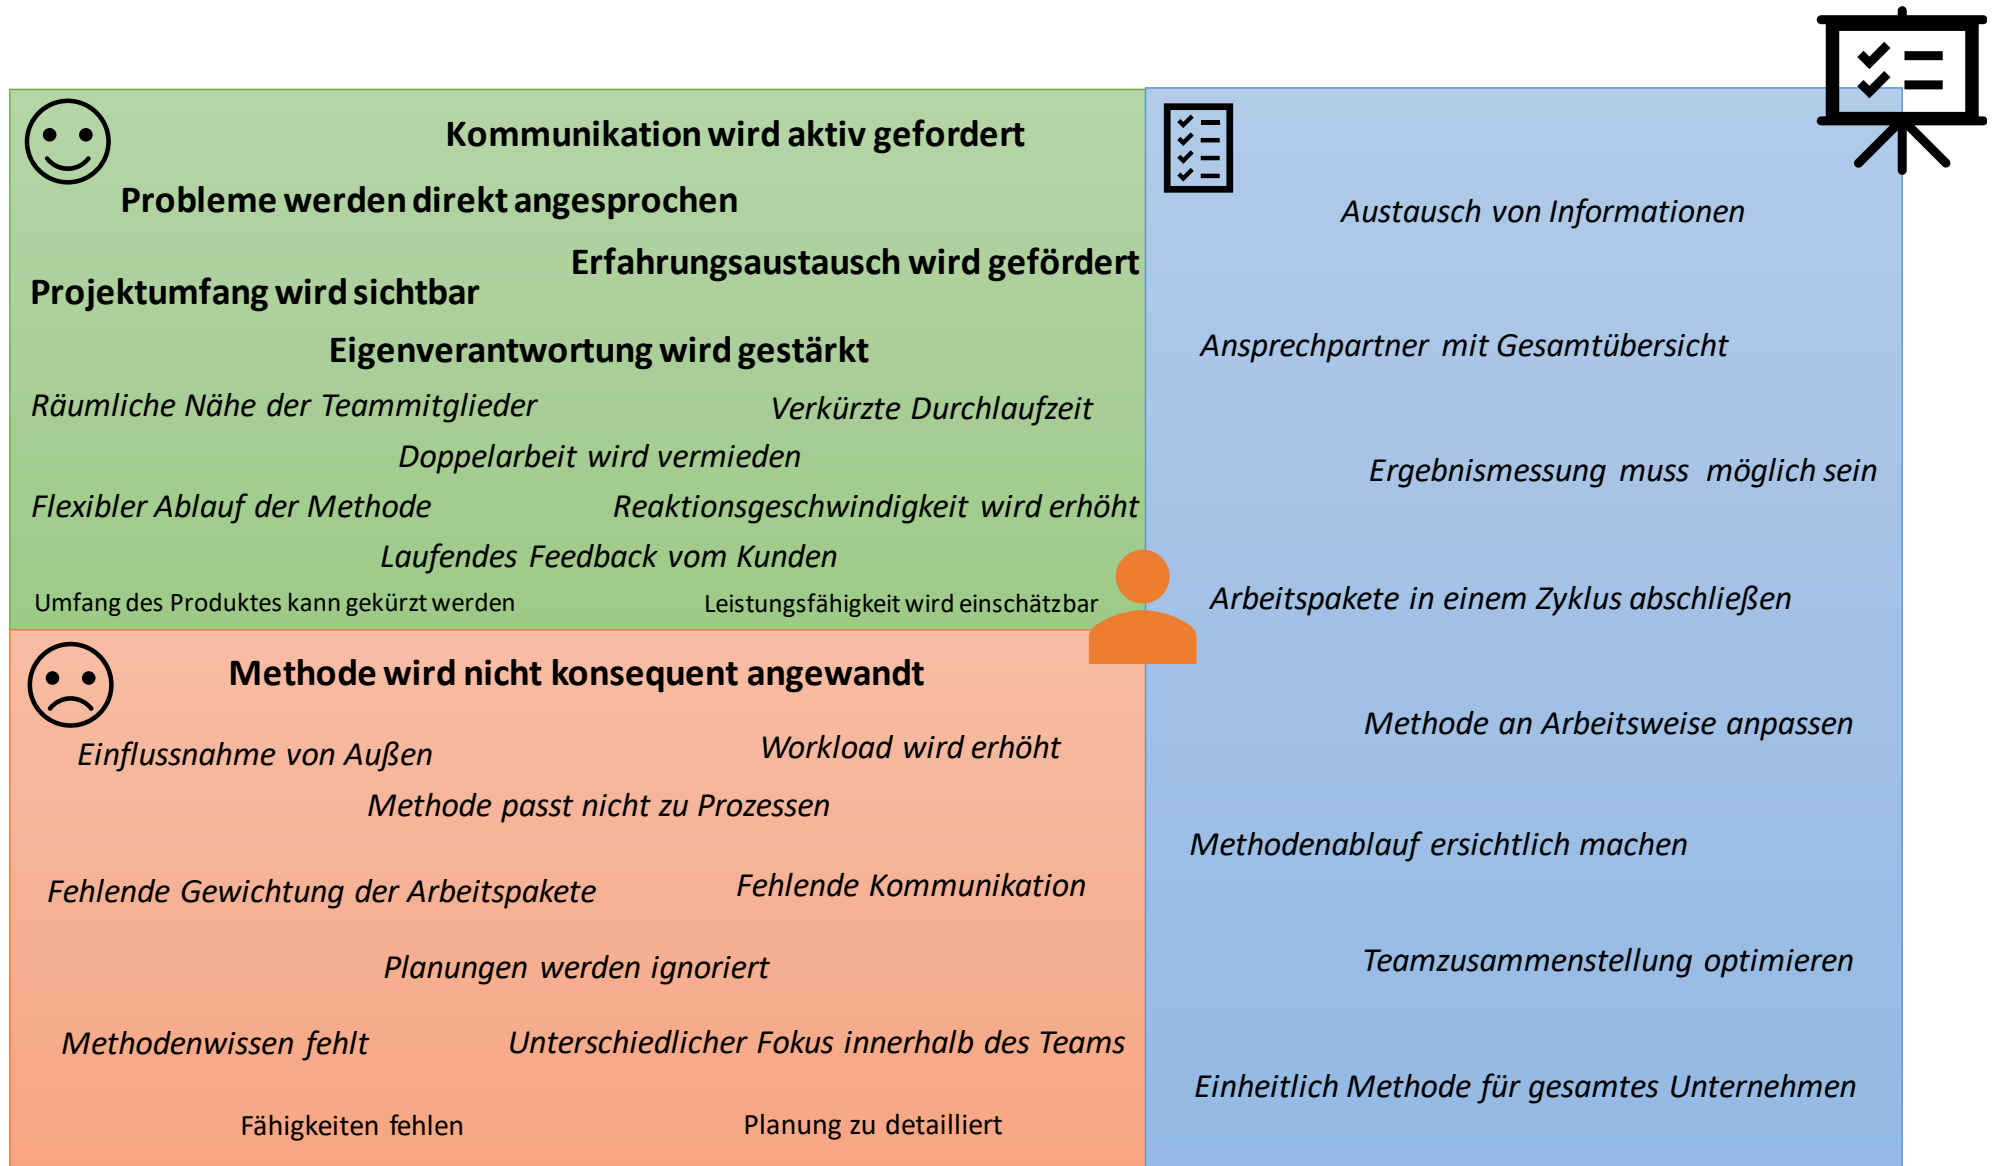 Kommunikation wird aktiv gefordert
Probleme werden direkt angesprochen
Erfahrungsaustausch wird gefördert
Projektumfang wird sichtbar
Eigenverantwortung wird gestärkt
Räumliche Nähe der Teammitglieder
Verkürzte Durchlaufzeit
Doppelarbeit wird vermieden
Flexibler Ablauf der Methode
Reaktionsgeschwindigkeit wird erhöht
Laufendes Feedback vom Kunden
Umfang des Produktes kann gekürzt werden
Leistungsfähigkeit wird einschätzbar
Methode wird nicht konsequent angewandt
Einflussnahme von Außen
Workload wird erhöht
Methode passt nicht zu Prozessen
Fehlende Gewichtung der Arbeitspakete
Fehlende Kommunikation
Planungen werden ignoriert
Methodenwissen fehlt
Unterschiedlicher Fokus innerhalb des Teams
Fähigkeiten fehlen
Planung zu detailliert
Austausch von Informationen
Ansprechpartner mit Gesamtübersicht
Ergebnismessung muss möglich sein
Arbeitspakete in einem Zyklus abschließen
Methode an Arbeitsweise anpassen
Methodenablauf ersichtlich machen
Teamzusammenstellung optimieren
Einheitlich Methode für gesamtes Unternehmen